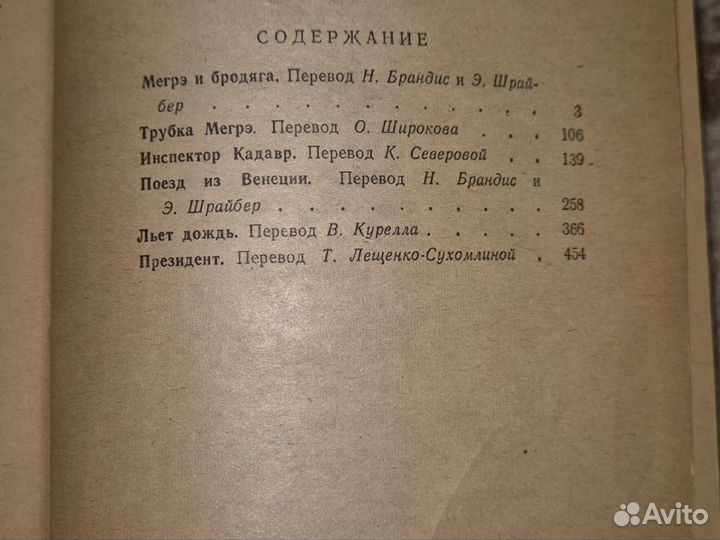 СОДЕРЖАНИЕ
Мегрэ и бродяга. Перевод Н. Брандис и Э. Шрай-
бер . . . . . . . . . . . . 3
Трубка Мегрэ. Перевод О. Широкова . . . 106
Инспектор Кадавр. Перевод К. Северовой . . 139
Поезд из Венеции. Перевод Н. Брандис и
Э. Шрайбер . . . . . . . . . . 258
Льет дождь. Перевод В. Курелла . . . . . 366
Президент. Перевод Т. Лещенко-Сухомлиной . 454
Avito